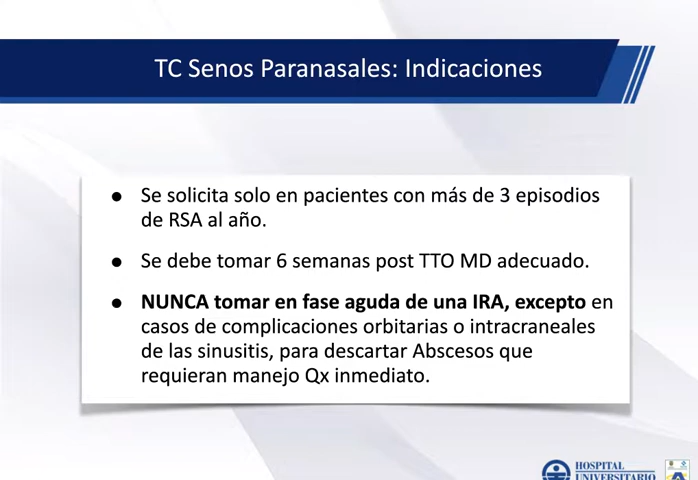 TC Senos Paranasales: Indicaciones
● Se solicita solo en pacientes con más de 3 episodios
de RSA al año.
● Se debe tomar 6 semanas post TTO MD adecuado.
● NUNCA tomar en fase aguda de una IRA, excepto en
casos de complicaciones orbitarias o intracraneales
de las sinusitis, para descartar Abscesos que
requieran manejo Qx inmediato.
HOSPITAL
UNIVERSITARIO